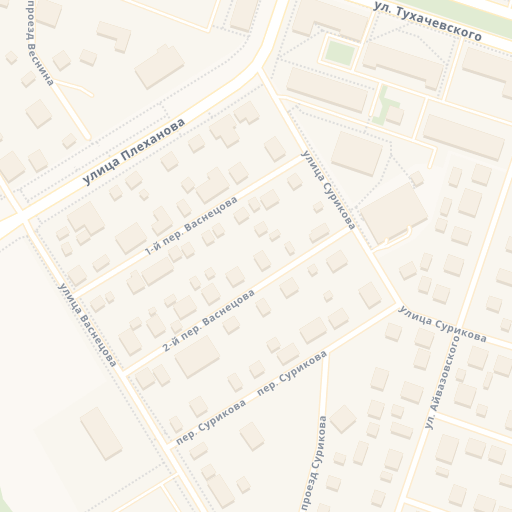 ул. Тухачевского
проезд Веснина
улица Плеханова
улица Сурикова
1-й пер. Васнецова
улица Васнецова
2-й пер. Васнецова
улица Сурикова
ул. Айвазовского
пер. Сурикова
пер. Сурикова
проезд Сурикова